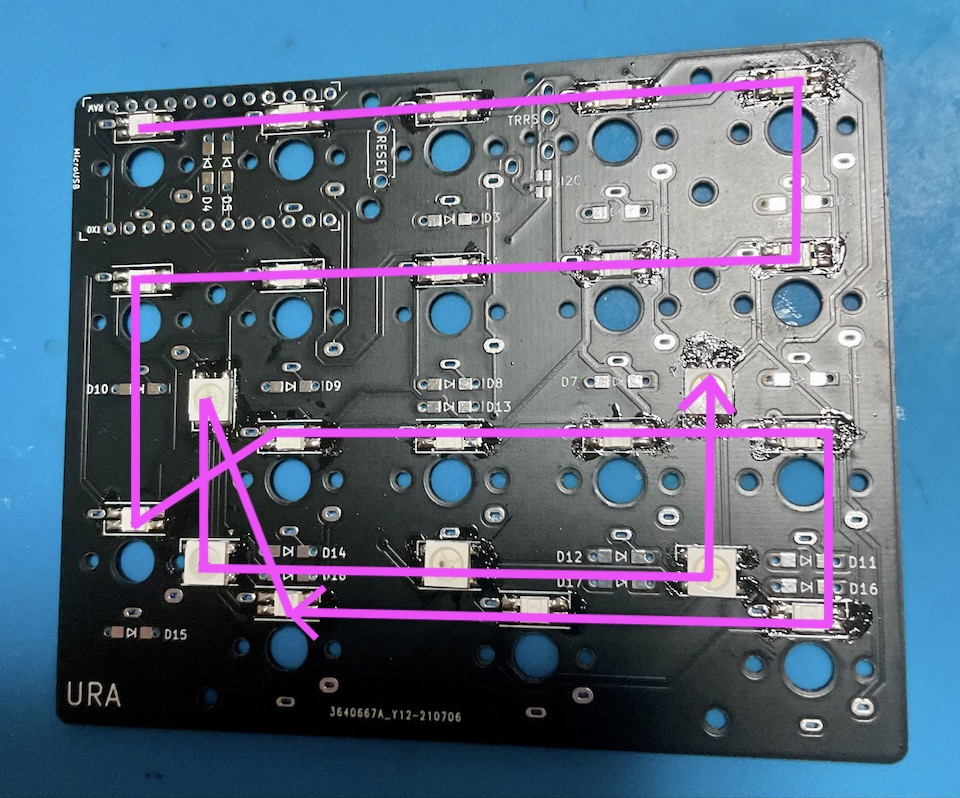 RAW
MicroUSB
TX0
D4
D5
RESET
TRRS
I2C
D3
D10
D9
D8
D13
D7
D14
D18
D12
D17
D11
D16
D15
URA
3640667A_Y12-210706